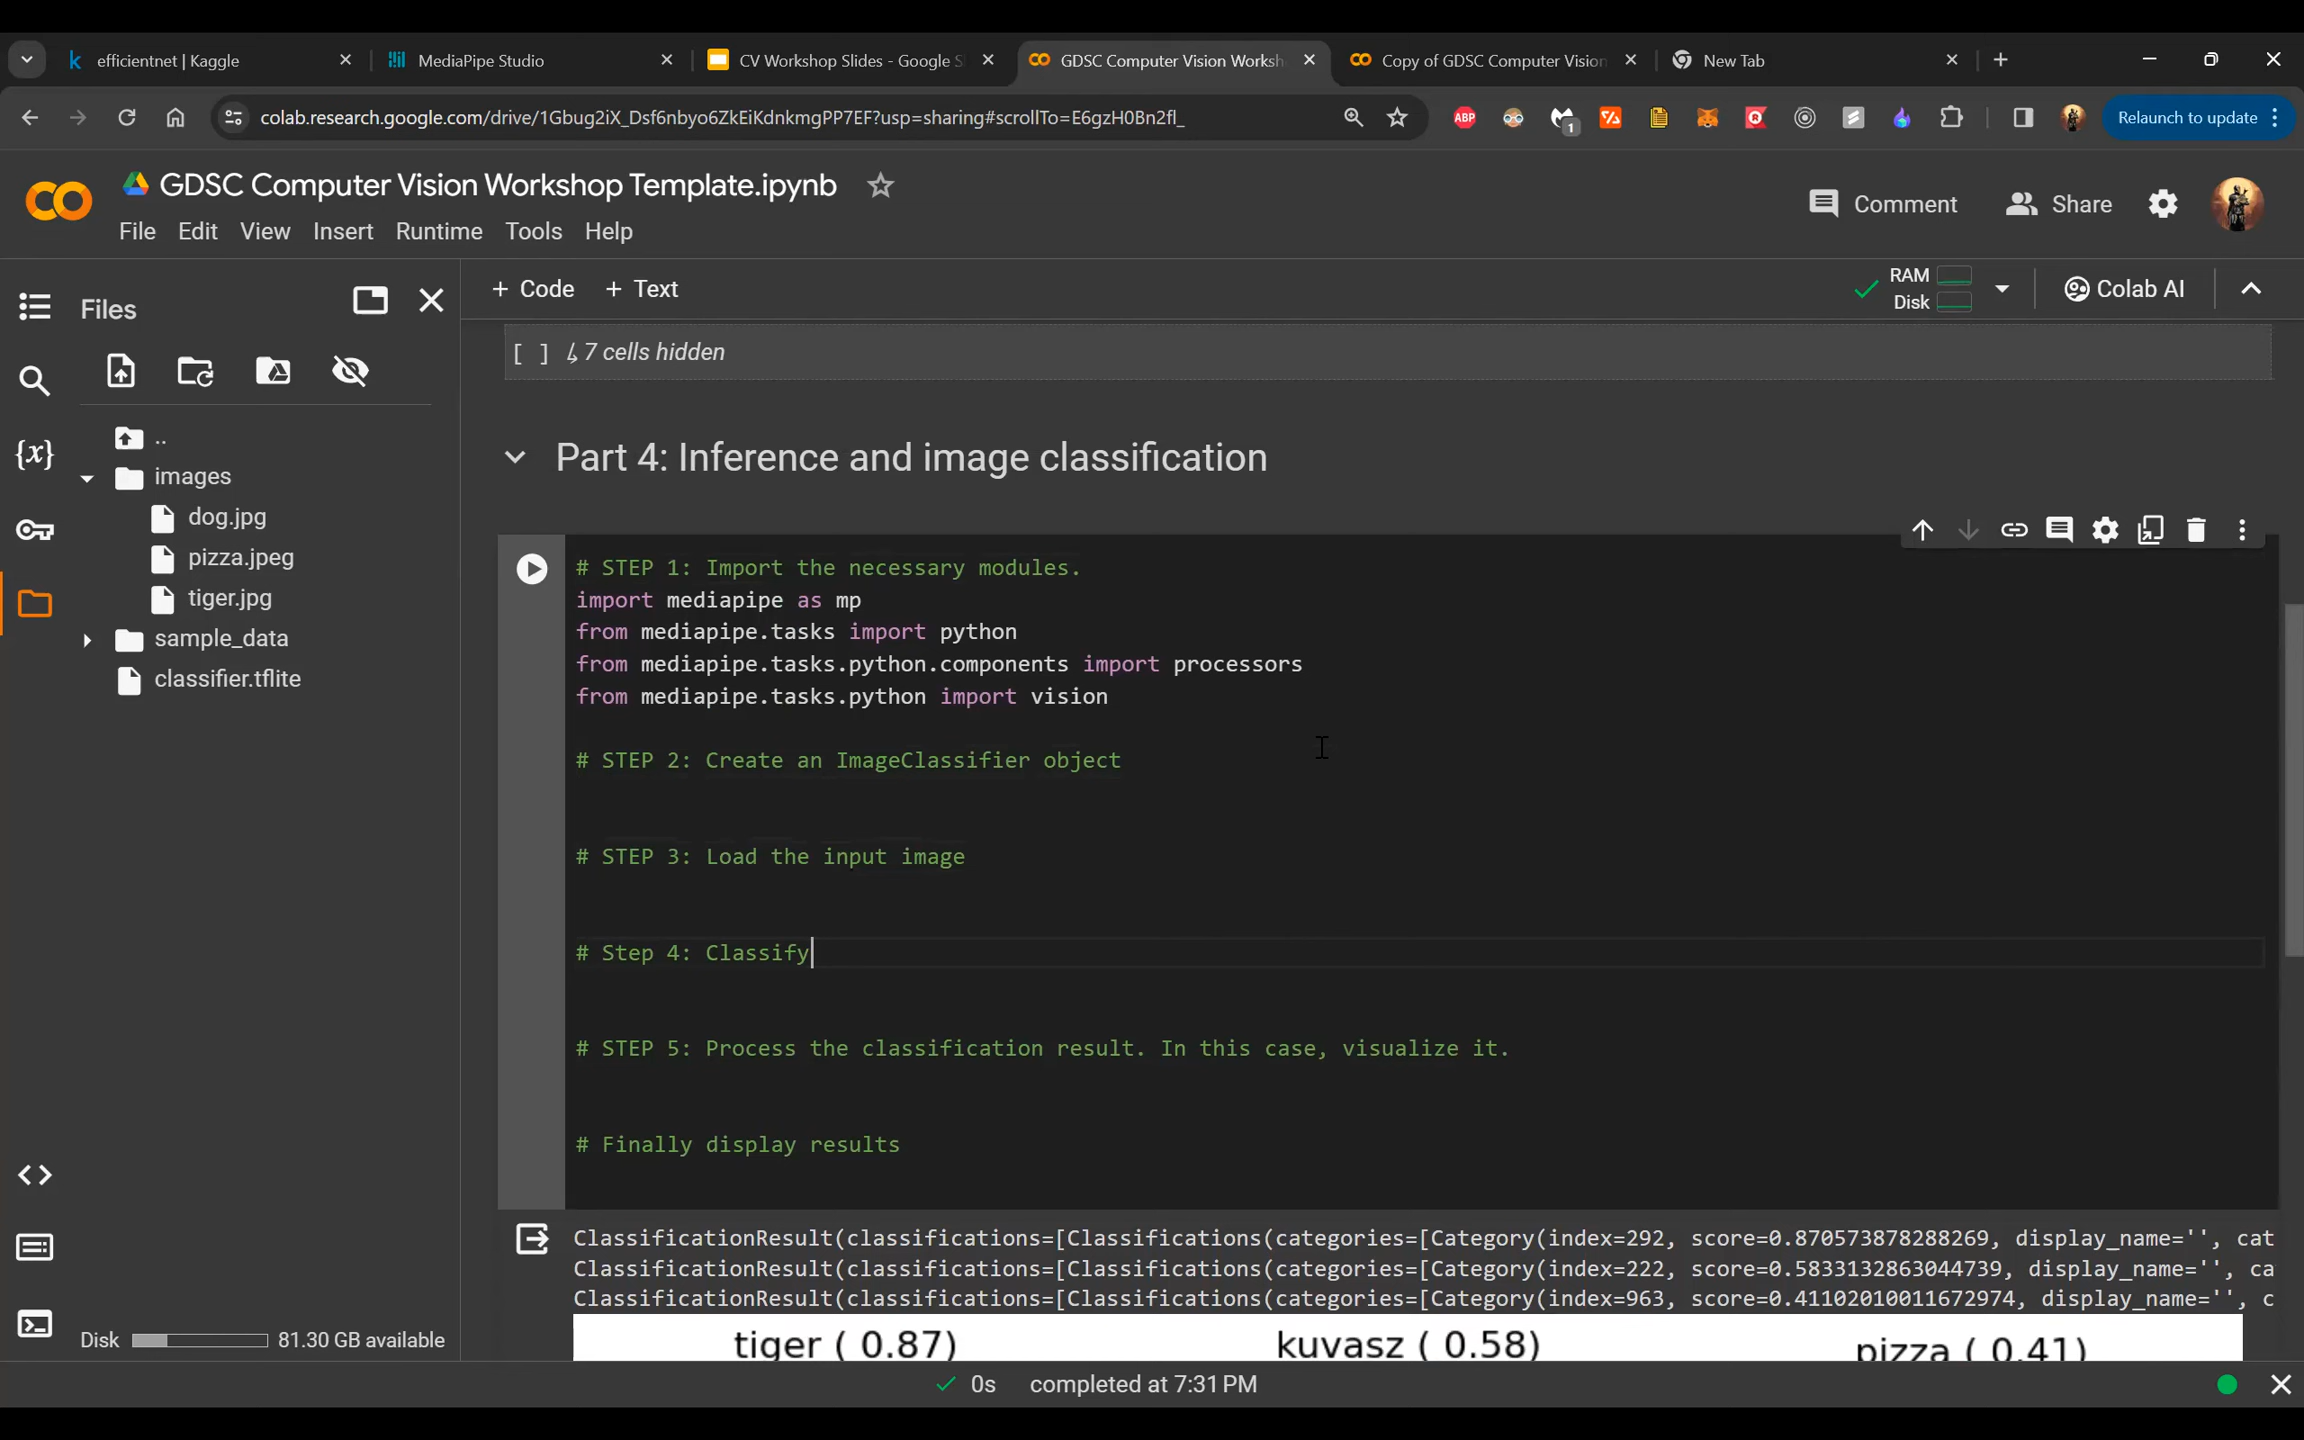 efficientnet | Kaggle
MediaPipe Studio
CV Workshop Slides - Google S
GDSC Computer Vision Worksh
Copy of GDSC Computer Vision
New Tab
colab.research.google.com/drive/1Gbug2iX_Dsf6nbyo6ZkEiKdnkmgPP7EF?usp=sharing#scrollTo=E6gzH0Bn2fl_
ABP
1
Relaunch to update
GDSC Computer Vision Workshop Template.ipynb
File Edit View Insert Runtime Tools Help
Comment
Share
Files
+ Code + Text
RAM
Disk
Colab AI
[ ] ↳ 7 cells hidden
..
images
dog.jpg
pizza.jpeg
tiger.jpg
sample_data
classifier.tflite
{x}
Part 4: Inference and image classification
# STEP 1: Import the necessary modules.
import mediapipe as mp
from mediapipe.tasks import python
from mediapipe.tasks.python.components import processors
from mediapipe.tasks.python import vision
# STEP 2: Create an ImageClassifier object
# STEP 3: Load the input image
# Step 4: Classify
# STEP 5: Process the classification result. In this case, visualize it.
# Finally display results
ClassificationResult(classifications=[Classifications(categories=[Category(index=292, score=0.870573878288269, display_name='', cat
ClassificationResult(classifications=[Classifications(categories=[Category(index=222, score=0.5833132863044739, display_name='', ca
ClassificationResult(classifications=[Classifications(categories=[Category(index=963, score=0.41102010011672974, display_name='', c
tiger ( 0.87)
kuvasz ( 0.58)
pizza ( 0.41)
Disk
81.30 GB available
0s completed at 7:31 PM